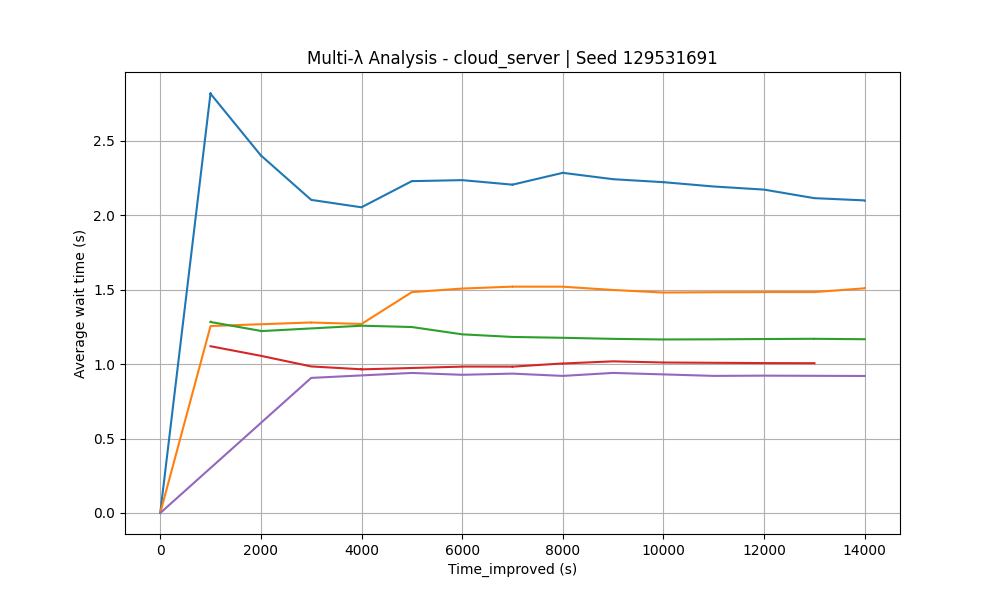 Multi-λ Analysis - cloud_server | Seed 129531691
Average wait time (s)
2.5
2.0
1.5
1.0
0.5
0.0
0 2000 4000 6000 8000 10000 12000 14000
Time_improved (s)